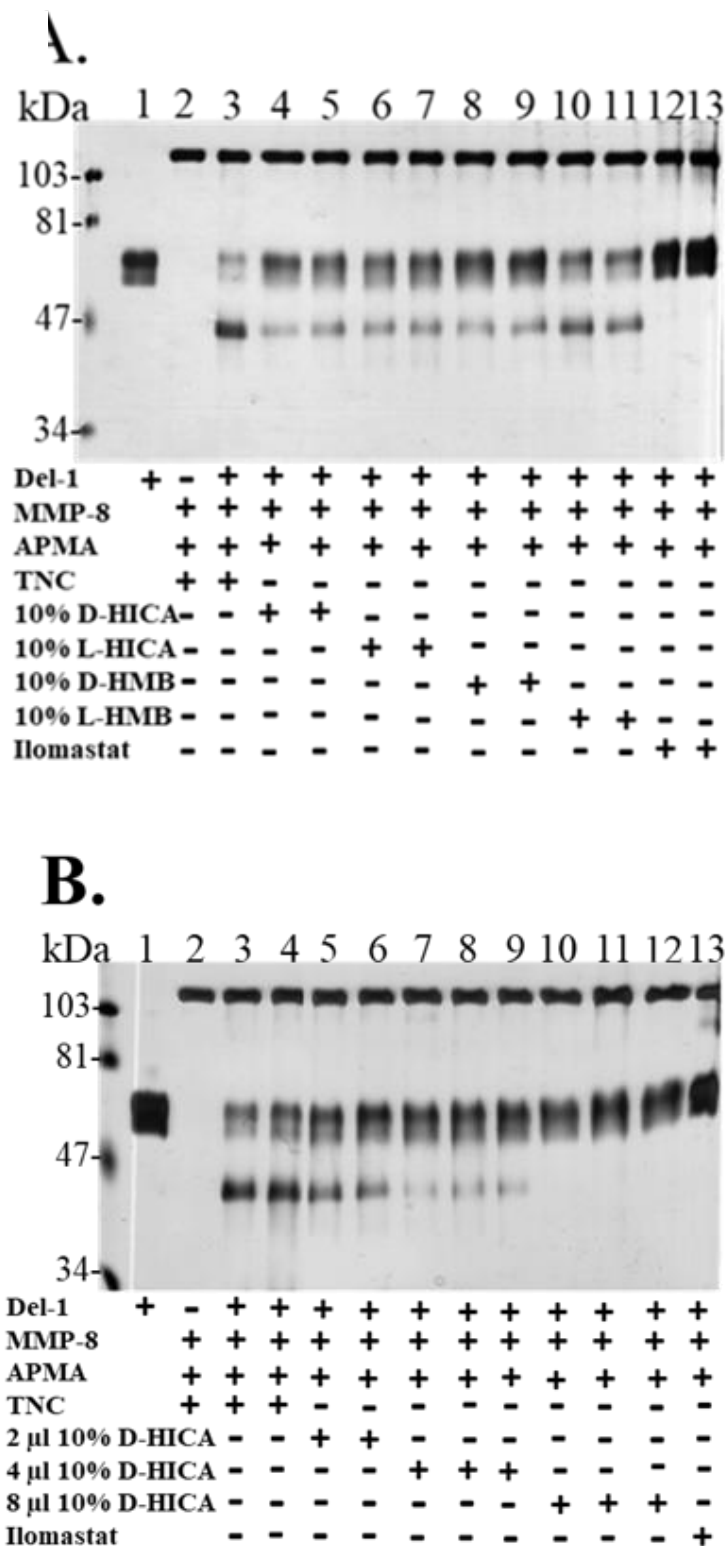 A.
kDa 1 2 3 4 5 6 7 8 9 10 11 12 13
103-
81-
47-
34-
Del-1 + - + + + + + + + + + + +
MMP-8 + + + + + + + + + + + +
APMA + + + + + + + + + + + +
TNC + + - - - - - - - - - -
10% D-HICA - - + + - - - - - - - -
10% L-HICA - - - - + + - - - - - -
10% D-HMB - - - - - - + + - - - -
10% L-HMB - - - - - - - - + + - -
Ilomastat - - - - - - - - - - + +
B.
kDa 1 2 3 4 5 6 7 8 9 10 11 12 13
103-
81-
47-
34-
Del-1 + - + + + + + + + + + + +
MMP-8 + + + + + + + + + + + +
APMA + + + + + + + + + + + +
TNC + + + - - - - - - - - -
2 µl 10% D-HICA - - - + + - - - - - - -
4 µl 10% D-HICA - - - - - + + + - - - -
8 µl 10% D-HICA - - - - - - - - + + + -
Ilomastat - - - - - - - - - - - +